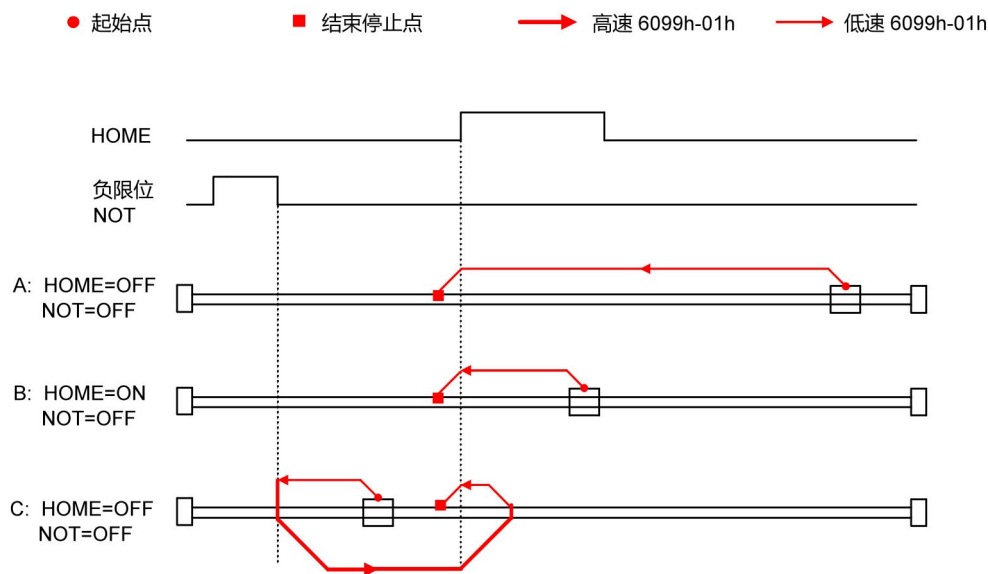 起始点 结束停止点 高速 6099h-01h 低速 6099h-01h
HOME
负限位
NOT
A: HOME=OFF
NOT=OFF
B: HOME=ON
NOT=OFF
C: HOME=OFF
NOT=OFF